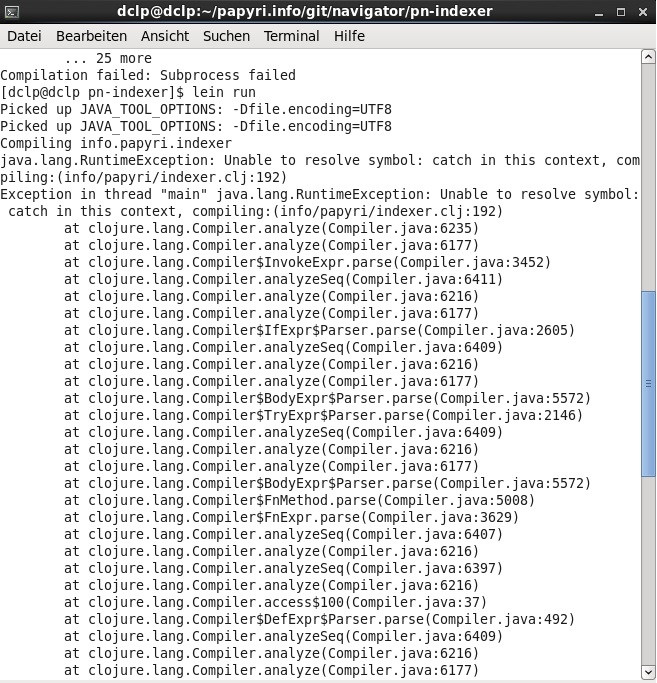 dclp@dclp:~/papyri.info/git/navigator/pn-indexer
Datei Bearbeiten Ansicht Suchen Terminal Hilfe
... 25 more
Compilation failed: Subprocess failed
[dclp@dclp pn-indexer]$ lein run
Picked up JAVA_TOOL_OPTIONS: -Dfile.encoding=UTF8
Picked up JAVA_TOOL_OPTIONS: -Dfile.encoding=UTF8
Compiling info.papyri.indexer
java.lang.RuntimeException: Unable to resolve symbol: catch in this context, com
piling:(info/papyri/indexer.clj:192)
Exception in thread "main" java.lang.RuntimeException: Unable to resolve symbol:
catch in this context, compiling:(info/papyri/indexer.clj:192)
at clojure.lang.Compiler.analyze(Compiler.java:6235)
at clojure.lang.Compiler.analyze(Compiler.java:6177)
at clojure.lang.Compiler$InvokeExpr.parse(Compiler.java:3452)
at clojure.lang.Compiler.analyzeSeq(Compiler.java:6411)
at clojure.lang.Compiler.analyze(Compiler.java:6216)
at clojure.lang.Compiler.analyze(Compiler.java:6177)
at clojure.lang.Compiler$IfExpr$Parser.parse(Compiler.java:2605)
at clojure.lang.Compiler.analyzeSeq(Compiler.java:6409)
at clojure.lang.Compiler.analyze(Compiler.java:6216)
at clojure.lang.Compiler.analyze(Compiler.java:6177)
at clojure.lang.Compiler$BodyExpr$Parser.parse(Compiler.java:5572)
at clojure.lang.Compiler$TryExpr$Parser.parse(Compiler.java:2146)
at clojure.lang.Compiler.analyzeSeq(Compiler.java:6409)
at clojure.lang.Compiler.analyze(Compiler.java:6216)
at clojure.lang.Compiler.analyze(Compiler.java:6177)
at clojure.lang.Compiler$BodyExpr$Parser.parse(Compiler.java:5572)
at clojure.lang.Compiler$FnMethod.parse(Compiler.java:5008)
at clojure.lang.Compiler$FnExpr.parse(Compiler.java:3629)
at clojure.lang.Compiler.analyzeSeq(Compiler.java:6407)
at clojure.lang.Compiler.analyze(Compiler.java:6216)
at clojure.lang.Compiler.analyzeSeq(Compiler.java:6397)
at clojure.lang.Compiler.analyze(Compiler.java:6216)
at clojure.lang.Compiler.access$100(Compiler.java:37)
at clojure.lang.Compiler$DefExpr$Parser.parse(Compiler.java:492)
at clojure.lang.Compiler.analyzeSeq(Compiler.java:6409)
at clojure.lang.Compiler.analyze(Compiler.java:6216)
at clojure.lang.Compiler.analyze(Compiler.java:6177)